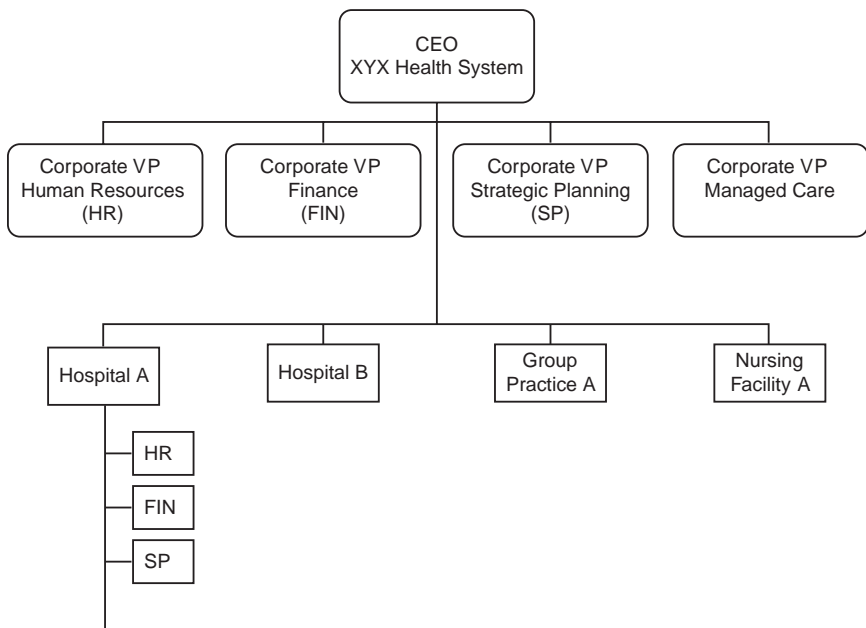 CEO
XYX Health System
Corporate VP
Human Resources
(HR)
Corporate VP
Finance
(FIN)
Corporate VP
Strategic Planning
(SP)
Corporate VP
Managed Care
Hospital A
Hospital B
Group
Practice A
Nursing
Facility A
HR
FIN
SP